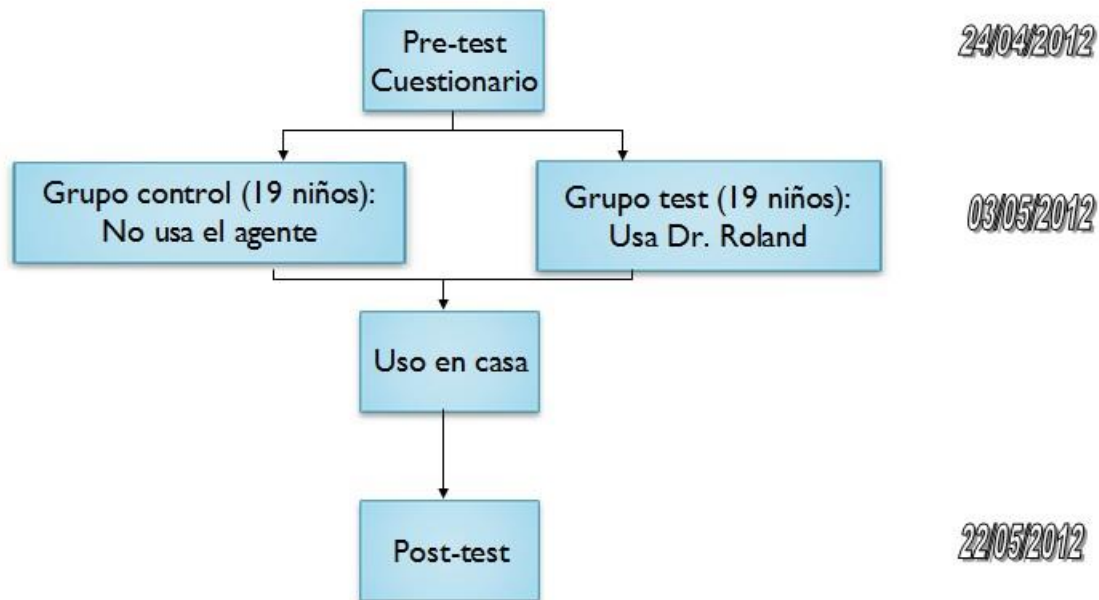 Pre-test
Cuestionario
24/04/2012
Grupo control (19 niños):
No usa el agente
Grupo test (19 niños):
Usa Dr. Roland
03/05/2012
Uso en casa
Post-test
22/05/2012